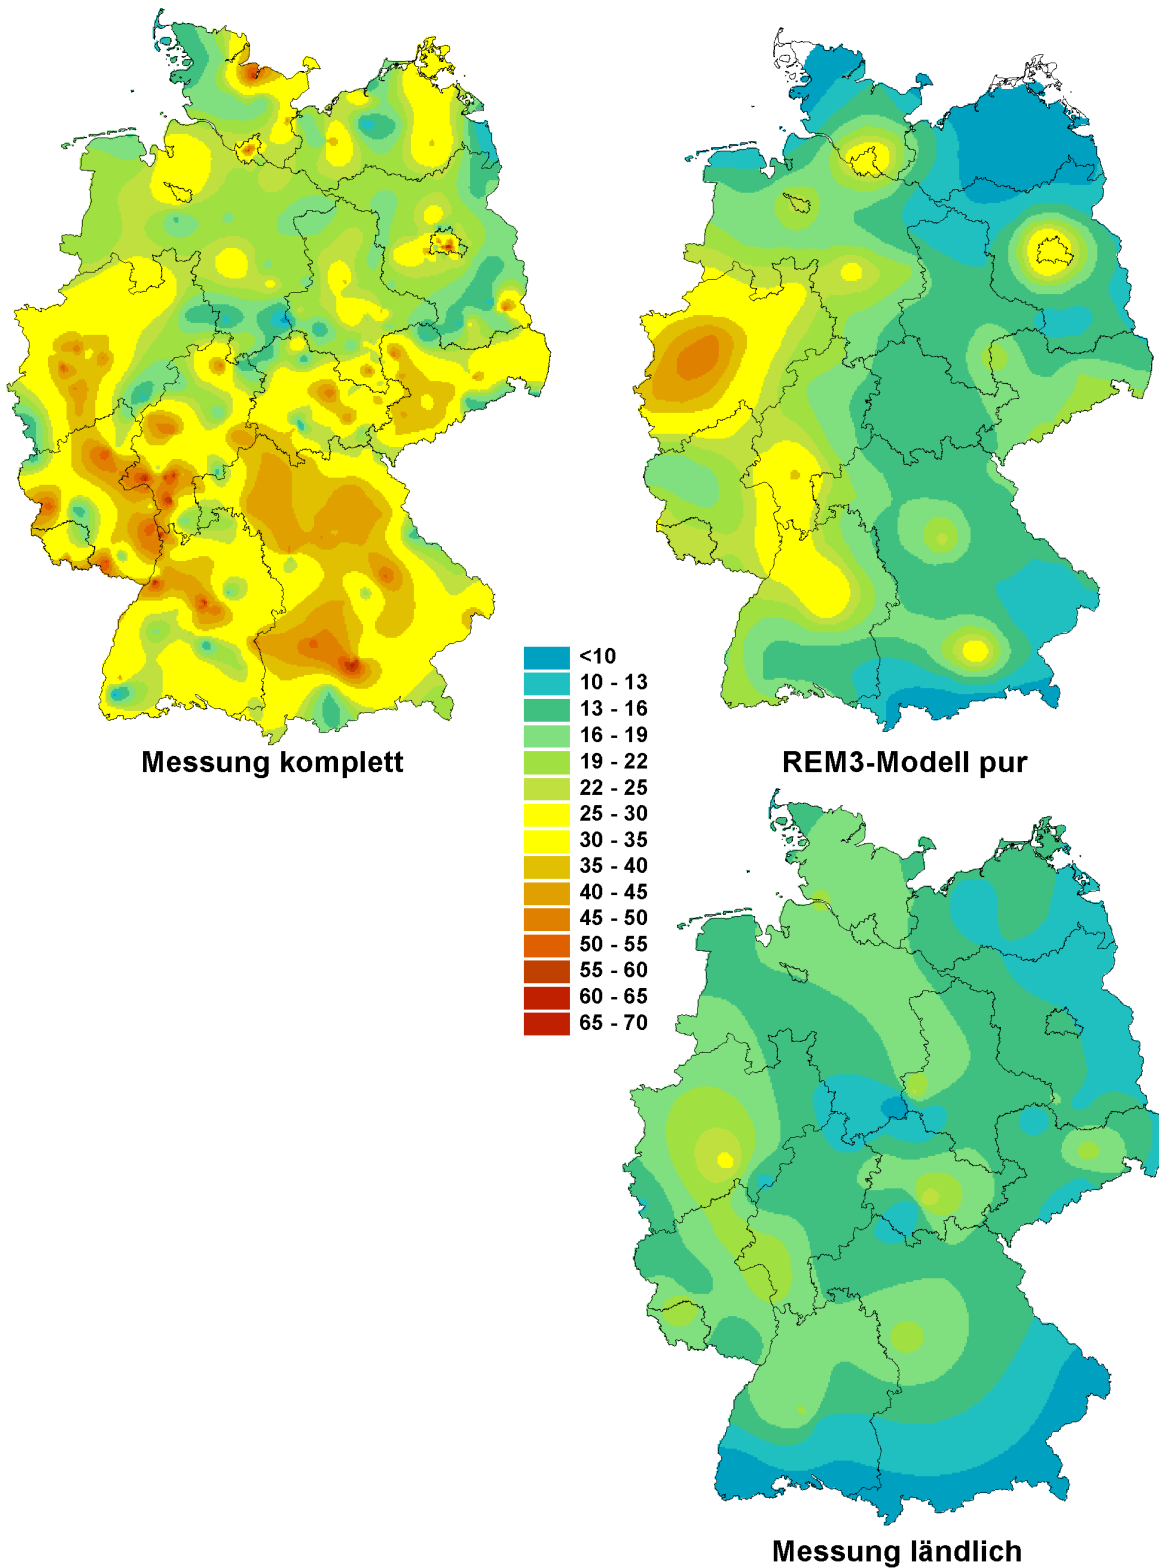 <10
10 - 13
13 - 16
16 - 19
19 - 22
22 - 25
25 - 30
30 - 35
35 - 40
40 - 45
45 - 50
50 - 55
55 - 60
60 - 65
65 - 70
Messung komplett
REM3-Modell pur
Messung ländlich